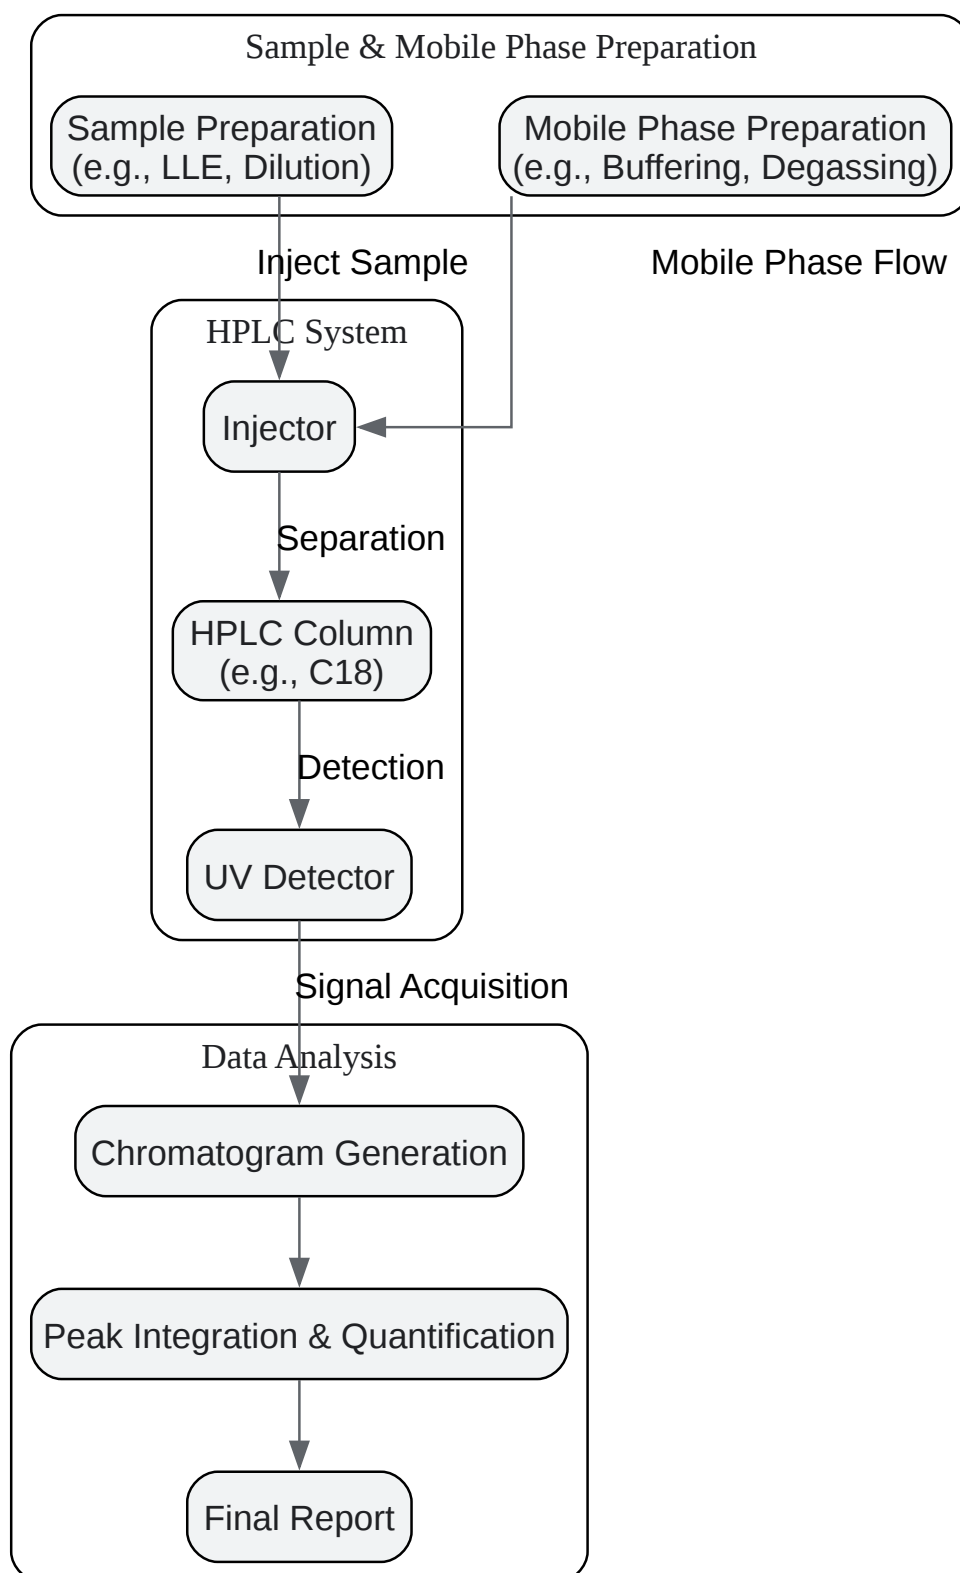 Sample & Mobile Phase Preparation
Sample Preparation
(e.g., LLE, Dilution)
Mobile Phase Preparation
(e.g., Buffering, Degassing)
Inject Sample
Mobile Phase Flow
HPLC System
Injector
Separation
HPLC Column
(e.g., C18)
Detection
UV Detector
Signal Acquisition
Data Analysis
Chromatogram Generation
Peak Integration & Quantification
Final Report